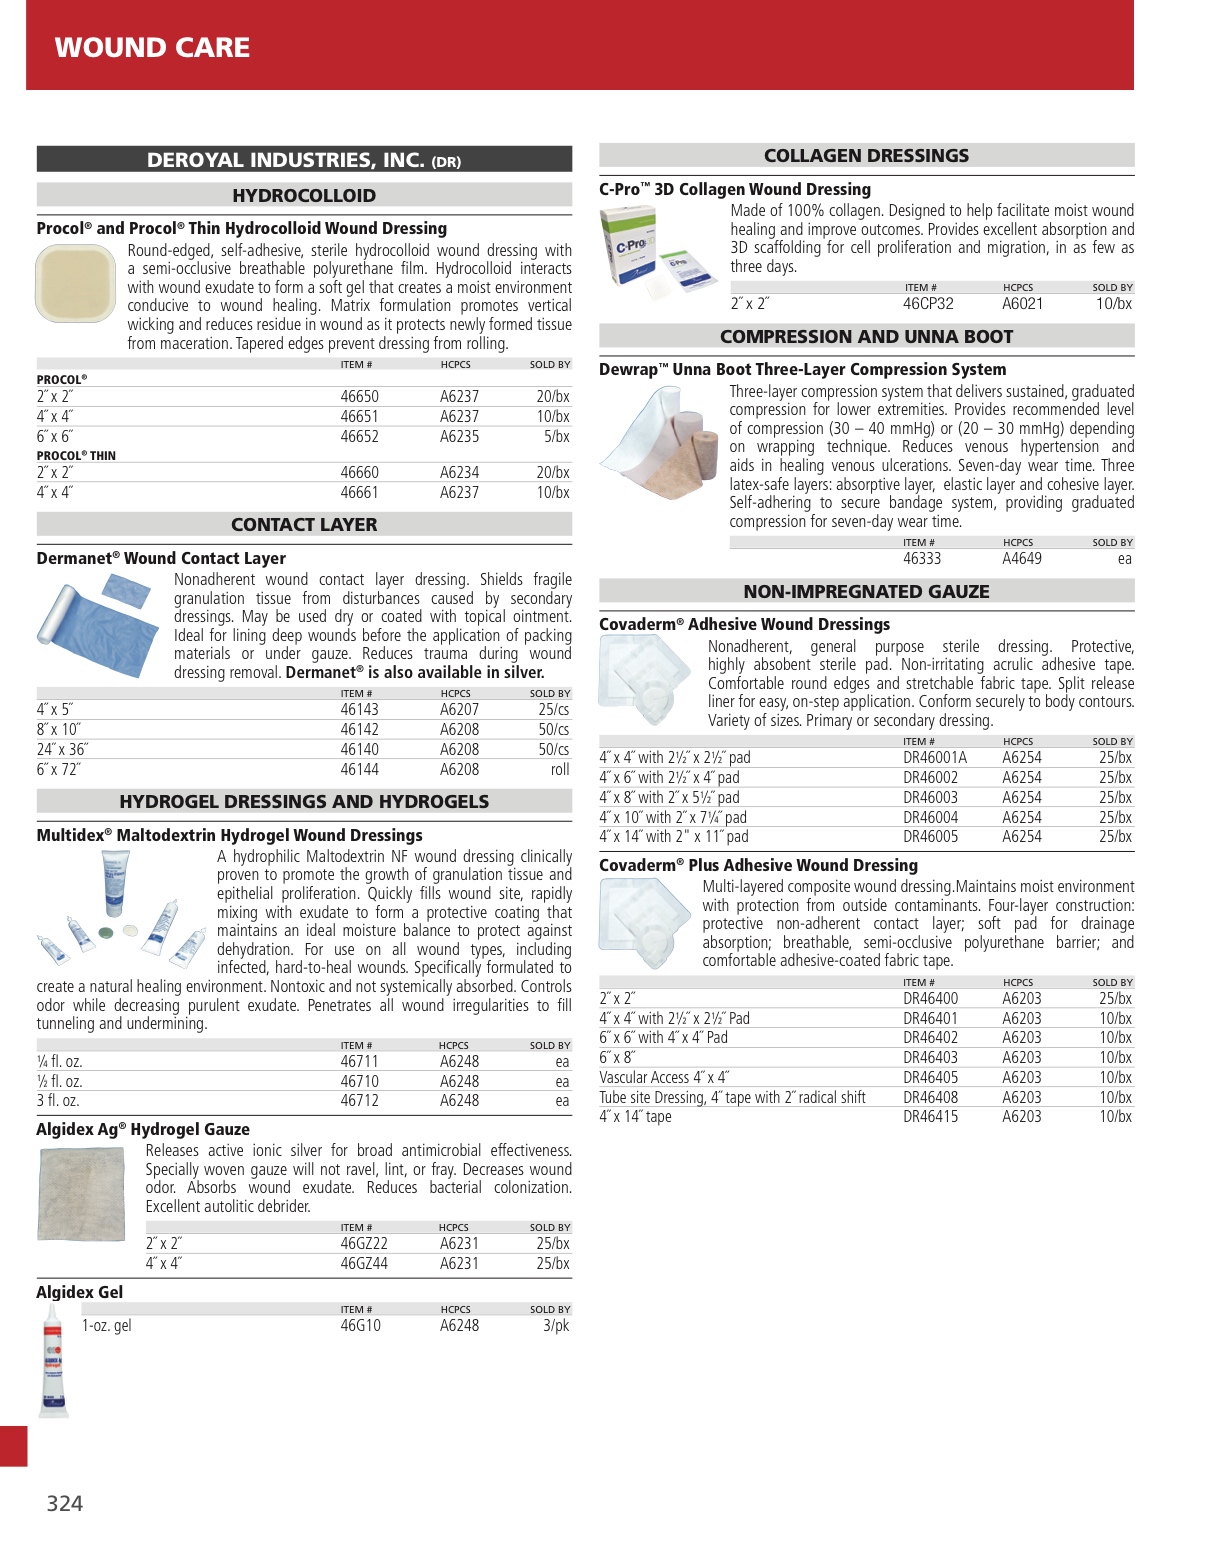 WOUND CARE
DEROYAL INDUSTRIES, INC. (DR)
HYDROCOLLOID
Procol® and Procol® Thin Hydrocolloid Wound Dressing
Round-edged, self-adhesive, sterile hydrocolloid wound dressing with
a semi-occlusive breathable polyurethane film. Hydrocolloid interacts
with wound exudate to form a soft gel that creates a moist environment
conducive to wound healing. Matrix formulation promotes vertical
wicking and reduces residue in wound as it protects newly formed tissue
from maceration. Tapered edges prevent dressing from rolling.
ITEM # HCPCS SOLD BY
PROCOL®
2˝ x 2˝ 46650 A6237 20/bx
4˝ x 4˝ 46651 A6237 10/bx
6˝ x 6˝ 46652 A6235 5/bx
PROCOL® THIN
2˝ x 2˝ 46660 A6234 20/bx
4˝ x 4˝ 46661 A6237 10/bx
CONTACT LAYER
Dermanet® Wound Contact Layer
Nonadherent wound contact layer dressing. Shields fragile
granulation tissue from disturbances caused by secondary
dressings. May be used dry or coated with topical ointment.
Ideal for lining deep wounds before the application of packing
materials or under gauze. Reduces trauma during wound
dressing removal. Dermanet® is also available in silver.
ITEM # HCPCS SOLD BY
4˝ x 5˝ 46143 A6207 25/cs
8˝ x 10˝ 46142 A6208 50/cs
24˝ x 36˝ 46140 A6208 50/cs
6˝ x 72˝ 46144 A6208 roll
HYDROGEL DRESSINGS AND HYDROGELS
Multidex® Maltodextrin Hydrogel Wound Dressings
A hydrophilic Maltodextrin NF wound dressing clinically
proven to promote the growth of granulation tissue and
epithelial proliferation. Quickly fills wound site, rapidly
mixing with exudate to form a protective coating that
maintains an ideal moisture balance to protect against
dehydration. For use on all wound types, including
infected, hard-to-heal wounds. Specifically formulated to
create a natural healing environment. Nontoxic and not systemically absorbed. Controls
odor while decreasing purulent exudate. Penetrates all wound irregularities to fill
tunneling and undermining.
ITEM # HCPCS SOLD BY
¼ fl. oz. 46711 A6248 ea
½ fl. oz. 46710 A6248 ea
3 fl. oz. 46712 A6248 ea
Algidex Ag® Hydrogel Gauze
Releases active ionic silver for broad antimicrobial effectiveness.
Specially woven gauze will not ravel, lint, or fray. Decreases wound
odor. Absorbs wound exudate. Reduces bacterial colonization.
Excellent autolitic debrider.
ITEM # HCPCS SOLD BY
2˝ x 2˝ 46GZ22 A6231 25/bx
4˝ x 4˝ 46GZ44 A6231 25/bx
Algidex Gel
ITEM # HCPCS SOLD BY
1-oz. gel 46G10 A6248 3/pk
COLLAGEN DRESSINGS
C-Pro™ 3D Collagen Wound Dressing
Made of 100% collagen. Designed to help facilitate moist wound
healing and improve outcomes. Provides excellent absorption and
3D scaffolding for cell proliferation and migration, in as few as
three days.
ITEM # HCPCS SOLD BY
2˝ x 2˝ 46CP32 A6021 10/bx
COMPRESSION AND UNNA BOOT
Dewrap™ Unna Boot Three-Layer Compression System
Three-layer compression system that delivers sustained, graduated
compression for lower extremities. Provides recommended level
of compression (30 – 40 mmHg) or (20 – 30 mmHg) depending
on wrapping technique. Reduces venous hypertension and
aids in healing venous ulcerations. Seven-day wear time. Three
latex-safe layers: absorptive layer, elastic layer and cohesive layer.
Self-adhering to secure bandage system, providing graduated
compression for seven-day wear time.
ITEM # HCPCS SOLD BY
46333 A4649 ea
NON-IMPREGNATED GAUZE
Covaderm® Adhesive Wound Dressings
Nonadherent, general purpose sterile dressing. Protective,
highly absobent sterile pad. Non-irritating acrulic adhesive tape.
Comfortable round edges and stretchable fabric tape. Split release
liner for easy, on-step application. Conform securely to body contours.
Variety of sizes. Primary or secondary dressing.
ITEM # HCPCS SOLD BY
4˝ x 4˝ with 2½˝ x 2½˝ pad DR46001A A6254 25/bx
4˝ x 6˝ with 2½˝ x 4˝ pad DR46002 A6254 25/bx
4˝ x 8˝ with 2˝ x 5½˝ pad DR46003 A6254 25/bx
4˝ x 10˝ with 2˝ x 7¼˝ pad DR46004 A6254 25/bx
4˝ x 14˝ with 2" x 11˝ pad DR46005 A6254 25/bx
Covaderm® Plus Adhesive Wound Dressing
Multi-layered composite wound dressing.Maintains moist environment
with protection from outside contaminants. Four-layer construction:
protective non-adherent contact layer; soft pad for drainage
absorption; breathable, semi-occlusive polyurethane barrier; and
comfortable adhesive-coated fabric tape.
ITEM # HCPCS SOLD BY
2˝ x 2˝ DR46400 A6203 25/bx
4˝ x 4˝ with 2½˝ x 2½˝ Pad DR46401 A6203 10/bx
6˝ x 6˝ with 4˝ x 4˝ Pad DR46402 A6203 10/bx
6˝ x 8˝ DR46403 A6203 10/bx
Vascular Access 4˝ x 4˝ DR46405 A6203 10/bx
Tube site Dressing, 4˝ tape with 2˝ radical shift DR46408 A6203 10/bx
4˝ x 14˝ tape DR46415 A6203 10/bx
324